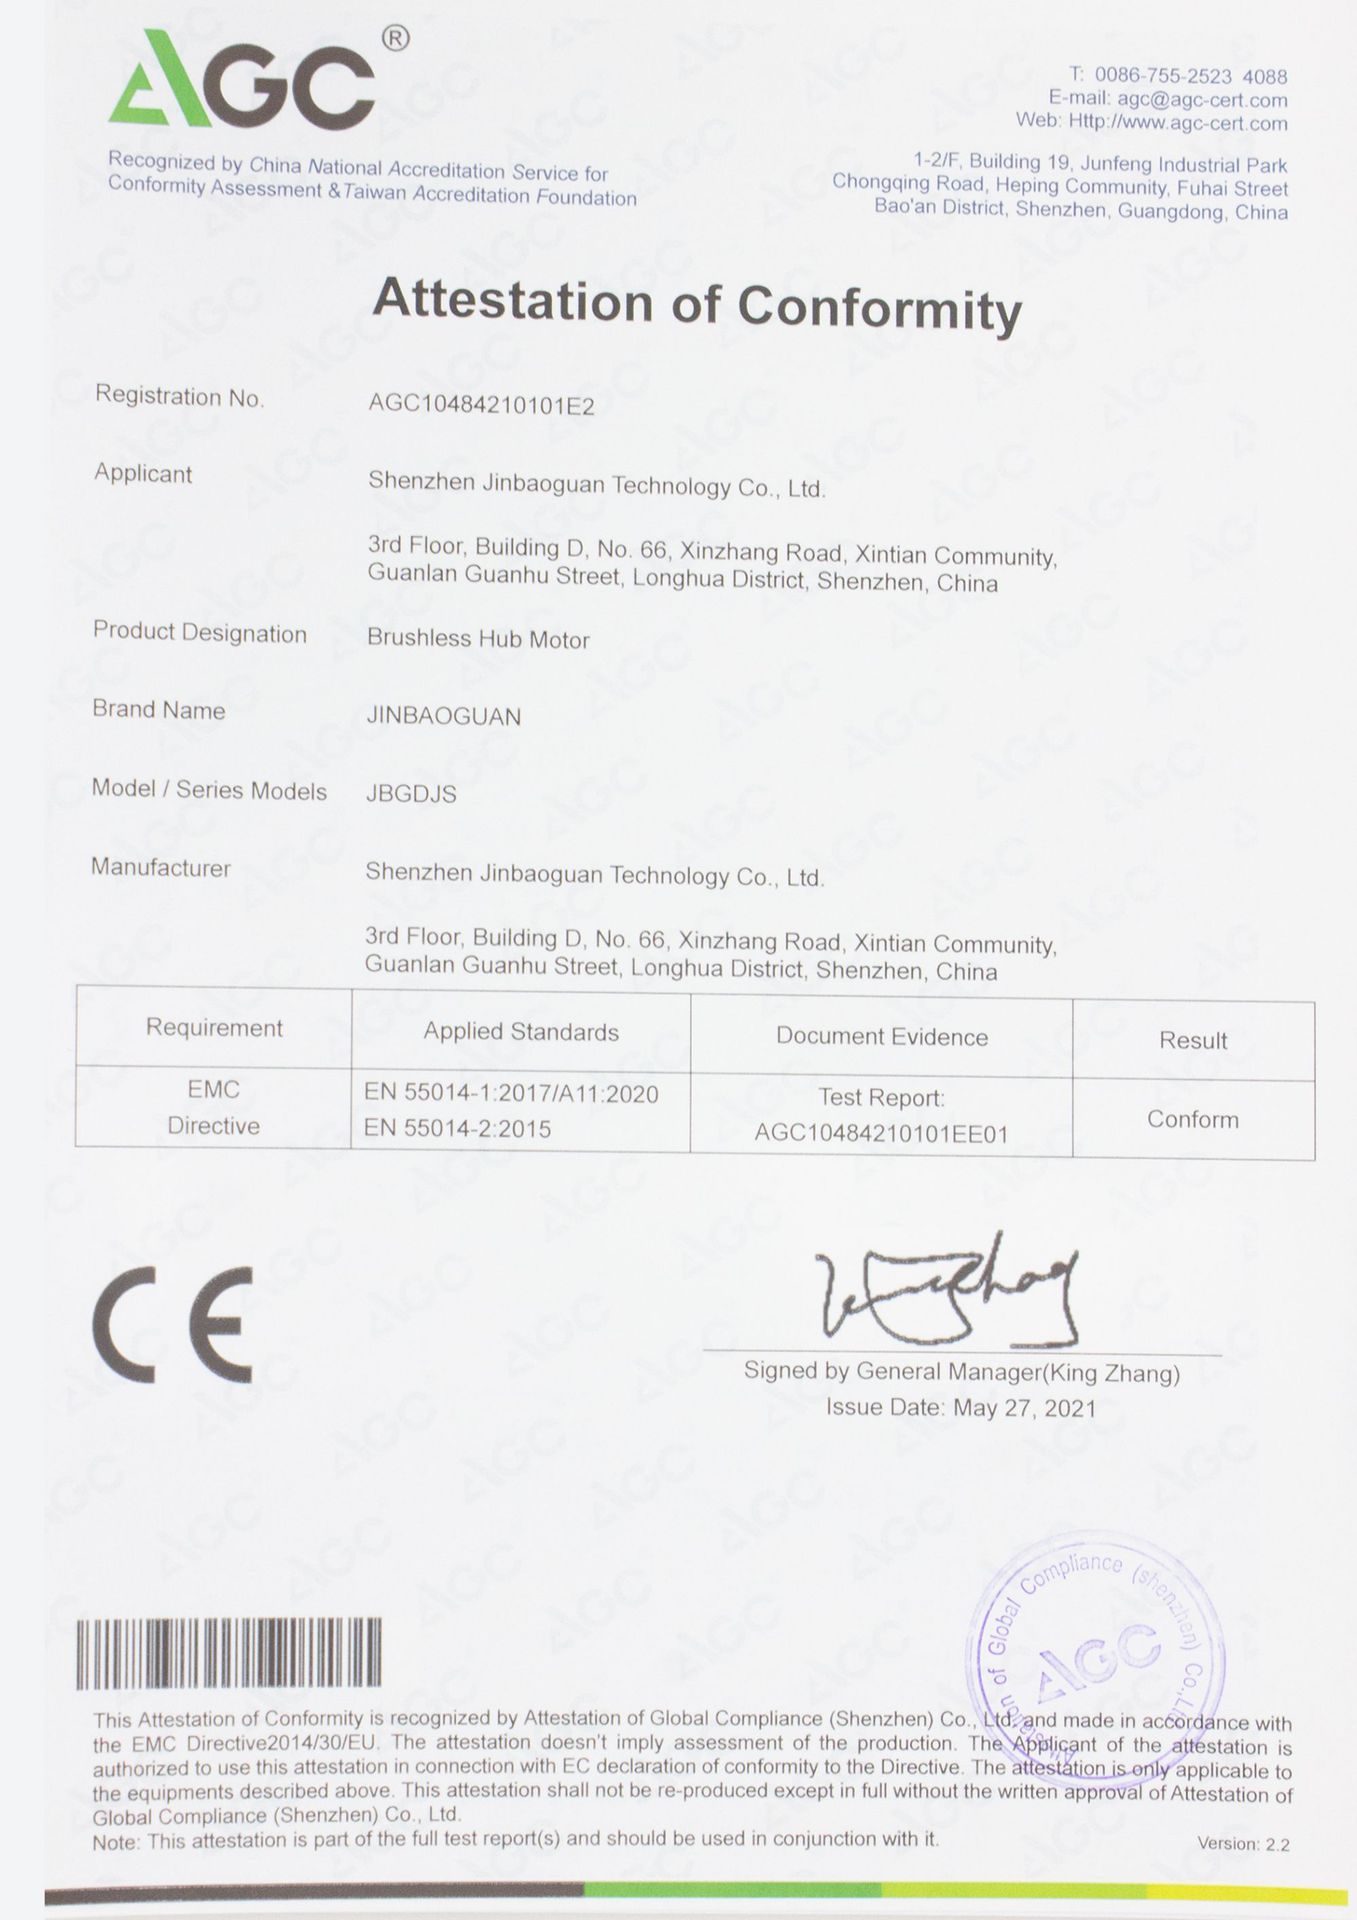 AGC®
T: 0086-755-2523 4088
E-mail: agc@agc-cert.com
Web: Http://www.agc-cert.com
Recognized by China National Accreditation Service for
Conformity Assessment &Taiwan Accreditation Foundation
1-2/F, Building 19, Junfeng Industrial Park
Chongqing Road, Heping Community, Fuhai Street
Bao'an District, Shenzhen, Guangdong, China
Attestation of Conformity
Registration No. AGC10484210101E2
Applicant Shenzhen Jinbaoguan Technology Co., Ltd.
3rd Floor, Building D, No. 66, Xinzhang Road, Xintian Community,
Guanlan Guanhu Street, Longhua District, Shenzhen, China
Product Designation Brushless Hub Motor
Brand Name JINBAOGUAN
Model / Series Models JBGDJS
Manufacturer Shenzhen Jinbaoguan Technology Co., Ltd.
3rd Floor, Building D, No. 66, Xinzhang Road, Xintian Community,
Guanlan Guanhu Street, Longhua District, Shenzhen, China
Requirement Applied Standards Document Evidence Result
EMC Directive EN 55014-1:2017/A11:2020 Test Report: Conform
EN 55014-2:2015 AGC10484210101EE01
CE
Signed by General Manager(King Zhang)
Issue Date: May 27, 2021
Attestation of Global Compliance (shenzhen) Co.,Ltd
AGC
This Attestation of Conformity is recognized by Attestation of Global Compliance (Shenzhen) Co., Ltd. and made in accordance with
the EMC Directive2014/30/EU. The attestation doesn't imply assessment of the production. The Applicant of the attestation is
authorized to use this attestation in connection with EC declaration of conformity to the Directive. The attestation is only applicable to
the equipments described above. This attestation shall not be re-produced except in full without the written approval of Attestation of
Global Compliance (Shenzhen) Co., Ltd.
Note: This attestation is part of the full test report(s) and should be used in conjunction with it.
Version: 2.2